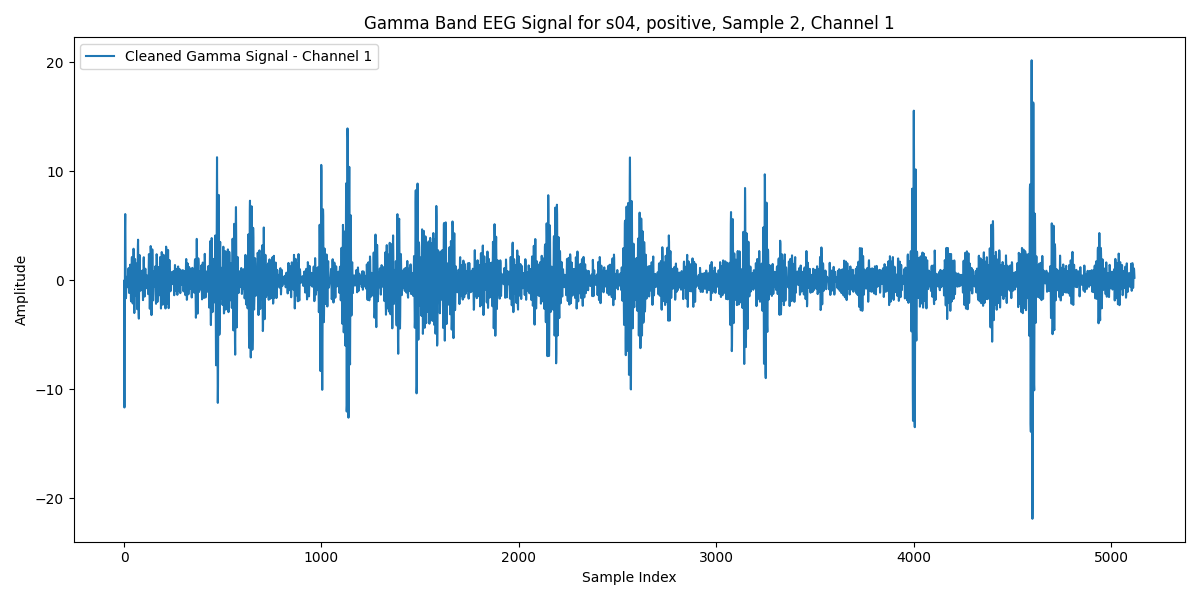 Gamma Band EEG Signal for s04, positive, Sample 2, Channel 1
Cleaned Gamma Signal - Channel 1
Amplitude
20
10
0
−10
−20
0 1000 2000 3000 4000 5000
Sample Index